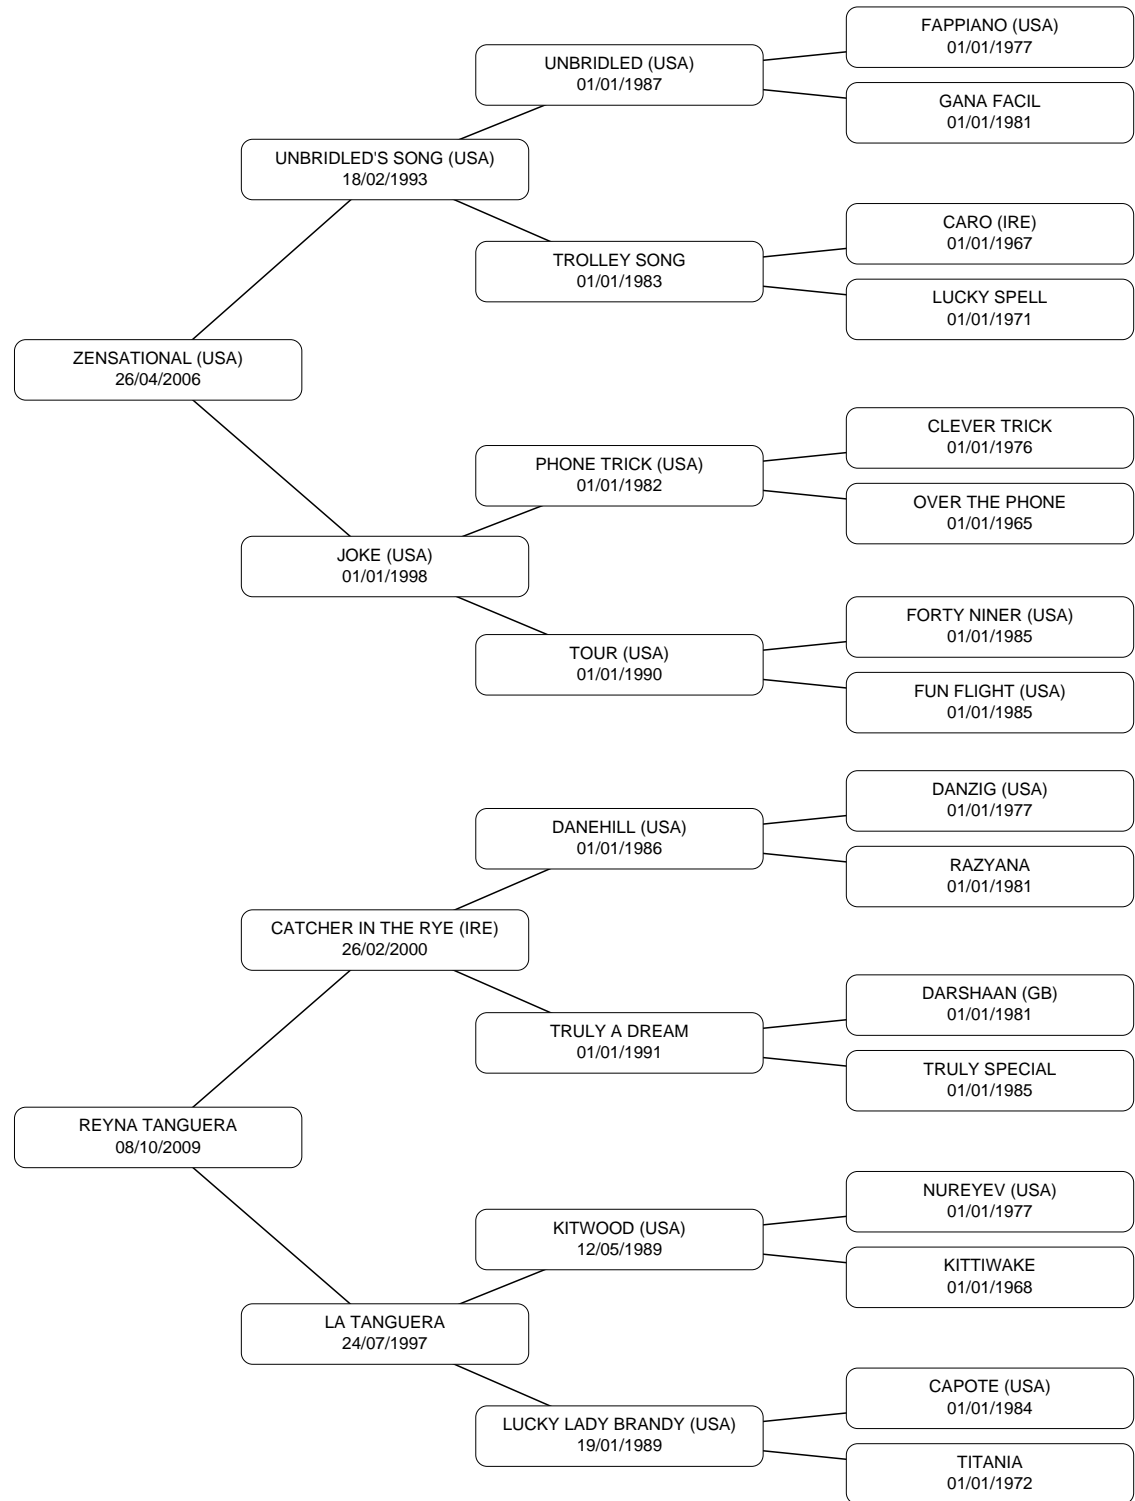 FAPPIANO (USA)
01/01/1977
UNBRIDLED (USA)
01/01/1987
GANA FACIL
01/01/1981
UNBRIDLED'S SONG (USA)
18/02/1993
CARO (IRE)
01/01/1967
TROLLEY SONG
01/01/1983
LUCKY SPELL
01/01/1971
ZENSATIONAL (USA)
26/04/2006
CLEVER TRICK
01/01/1976
PHONE TRICK (USA)
01/01/1982
OVER THE PHONE
01/01/1965
JOKE (USA)
01/01/1998
FORTY NINER (USA)
01/01/1985
TOUR (USA)
01/01/1990
FUN FLIGHT (USA)
01/01/1985
DANZIG (USA)
01/01/1977
DANEHILL (USA)
01/01/1986
RAZYANA
01/01/1981
CATCHER IN THE RYE (IRE)
26/02/2000
DARSHAAN (GB)
01/01/1981
TRULY A DREAM
01/01/1991
TRULY SPECIAL
01/01/1985
REYNA TANGUERA
08/10/2009
NUREYEV (USA)
01/01/1977
KITWOOD (USA)
12/05/1989
KITTIWAKE
01/01/1968
LA TANGUERA
24/07/1997
CAPOTE (USA)
01/01/1984
LUCKY LADY BRANDY (USA)
19/01/1989
TITANIA
01/01/1972